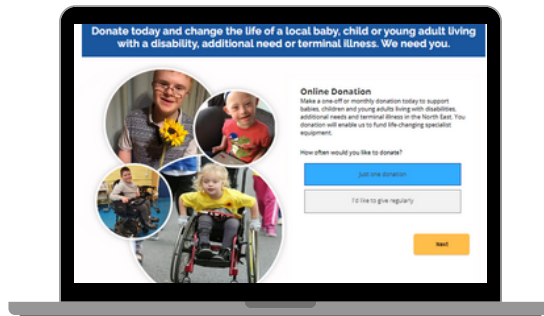 Donate today and change the life of a local baby, child or young adult living
with a disability, additional need or terminal illness. We need you.
Online Donation
Make a one-off or monthly donation today to support
babies, children and young adults living with disabilities,
additional needs and terminal illness in the North East. You
donation will enable us to fund life-changing specialist
equipment.
How often would you like to donate?
Just one donation
I'd like to give regularly
Next